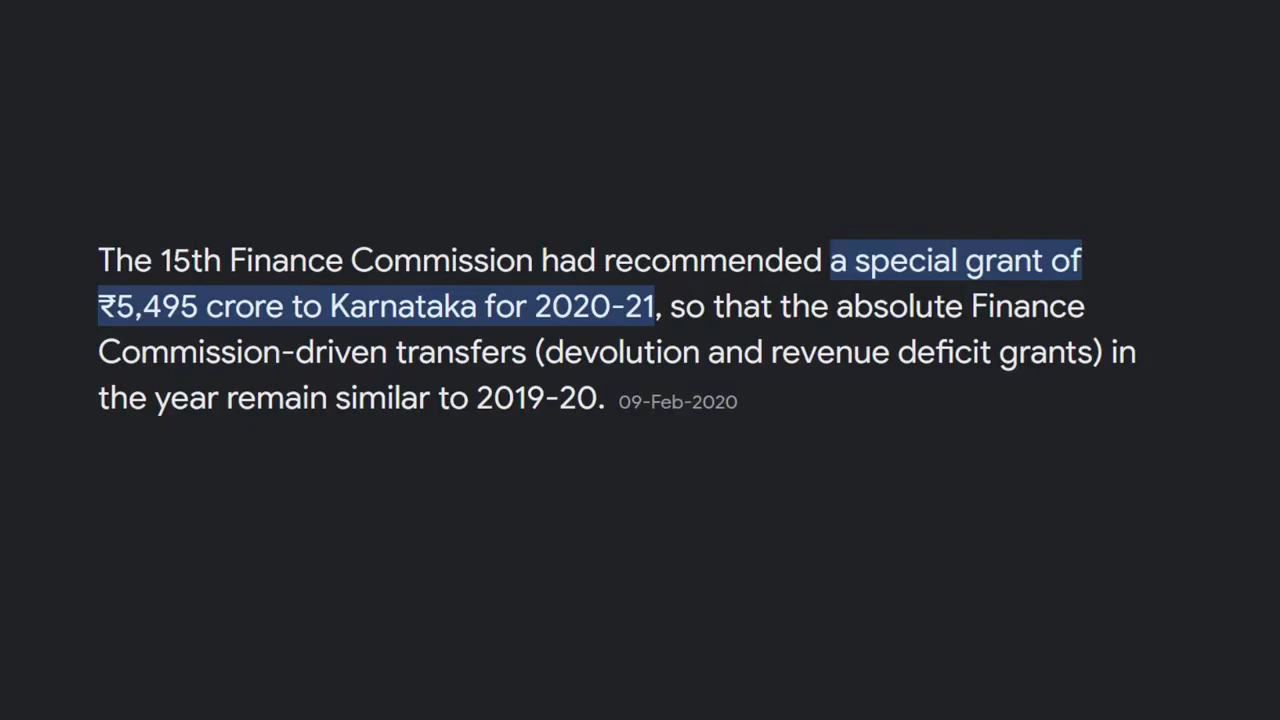 The 15th Finance Commission had recommended a special grant of
₹5,495 crore to Karnataka for 2020-21, so that the absolute Finance
Commission-driven transfers (devolution and revenue deficit grants) in
the year remain similar to 2019-20. 09-Feb-2020